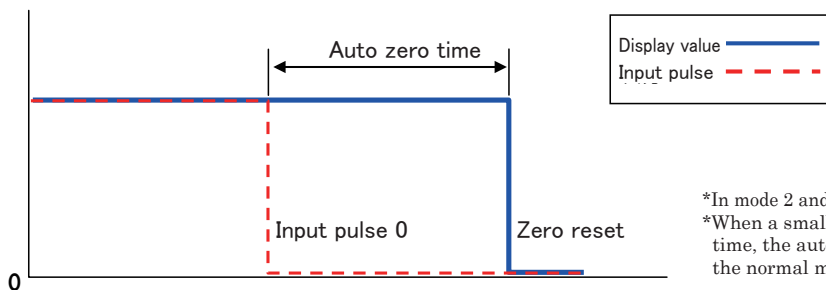 Auto zero time
Display value
Input pulse
Input pulse 0
Zero reset
0
*In mode 2 and
*When a small
time, the aut
the normal m